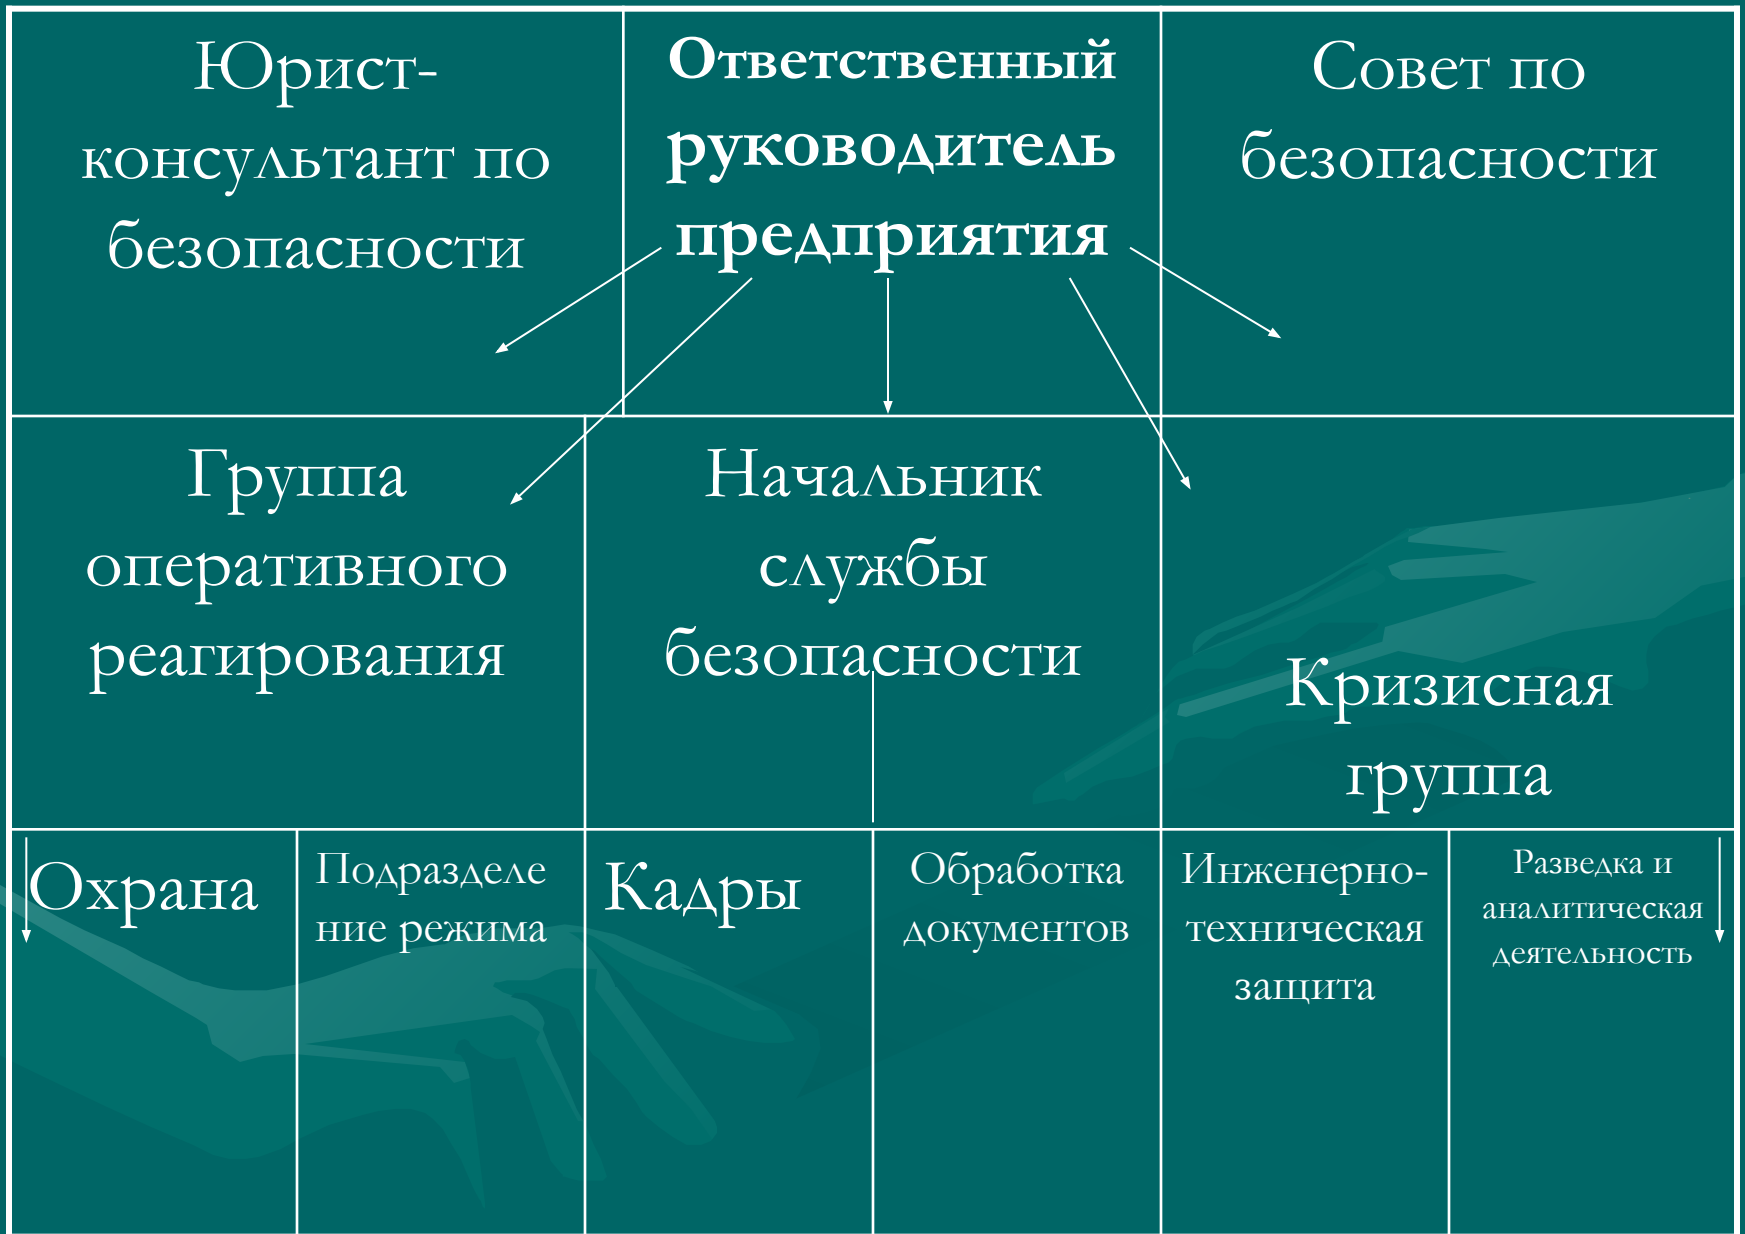 Юрист-
консультант по
безопасности
Ответственный
руководитель
предприятия
Совет по
безопасности
Группа
оперативного
реагирования
Начальник
службы
безопасности
Кризисная
группа
Охрана
Подразделе
ние режима
Кадры
Обработка
документов
Инженерно-
техническая
защита
Разведка и
аналитическая
деятельность